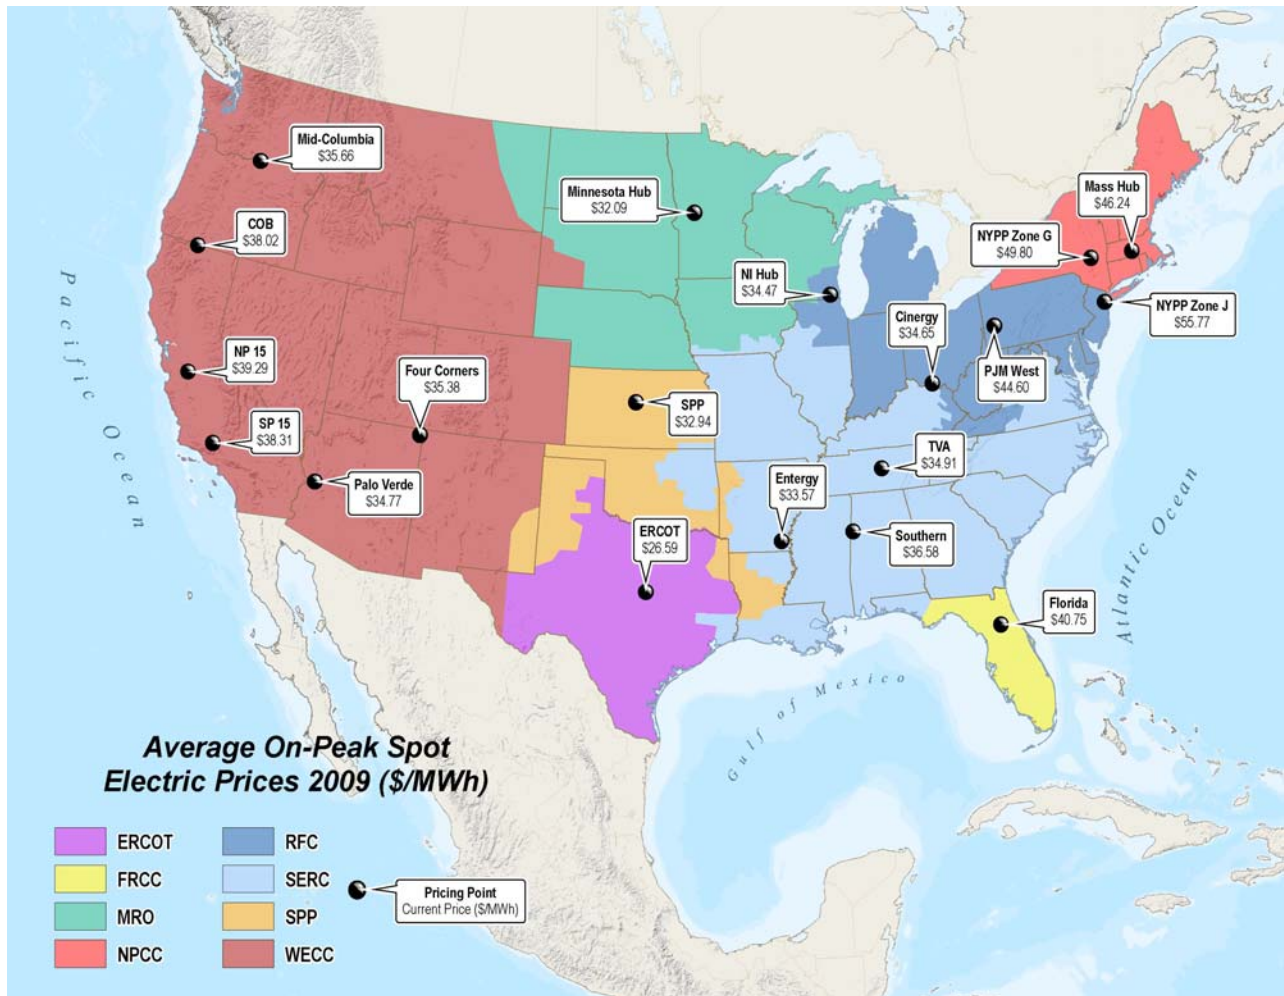 Mid-Columbia
$35.66
COB
$38.02
NP 15
$39.29
SP 15
$38.31
Four Corners
$35.38
Palo Verde
$34.77
Minnesota Hub
$32.09
NI Hub
$34.47
Cinergy
$34.65
SPP
$32.94
ERCOT
$26.59
Entergy
$33.57
TVA
$34.91
Southern
$36.58
Florida
$40.75
PJM West
$44.60
NYPP Zone J
$55.77
NYPP Zone G
$49.80
Mass Hub
$46.24
Pacific Ocean
Atlantic Ocean
Gulf of Mexico
Average On-Peak Spot
Electric Prices 2009 ($/MWh)
ERCOT
FRCC
MRO
NPCC
RFC
SERC
SPP
WECC
Pricing Point
Current Price ($/MWh)